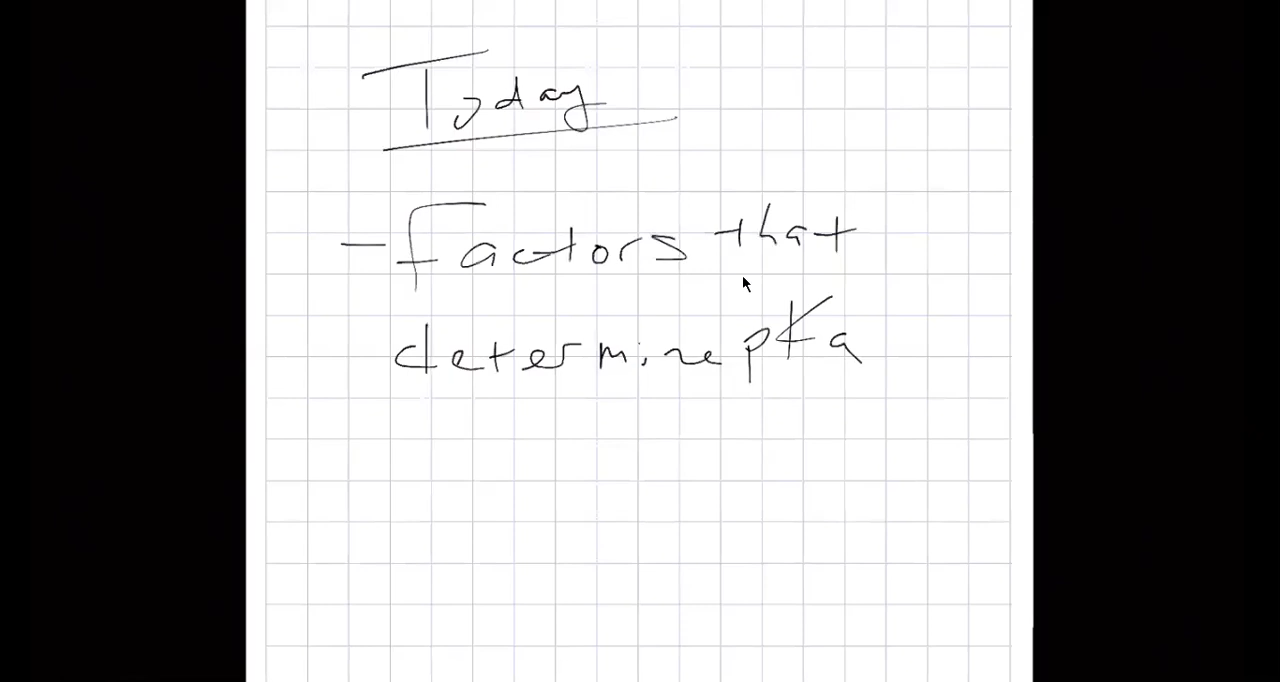 Today
- Factors that
determine pKa